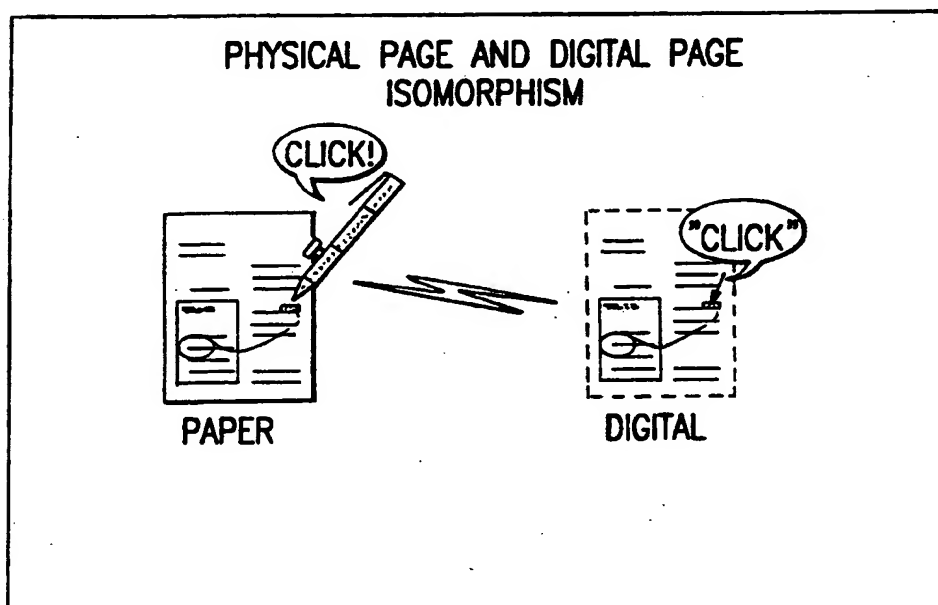 PHYSICAL PAGE AND DIGITAL PAGE
ISOMORPHISM
CLICK!
"CLICK"
PAPER
DIGITAL